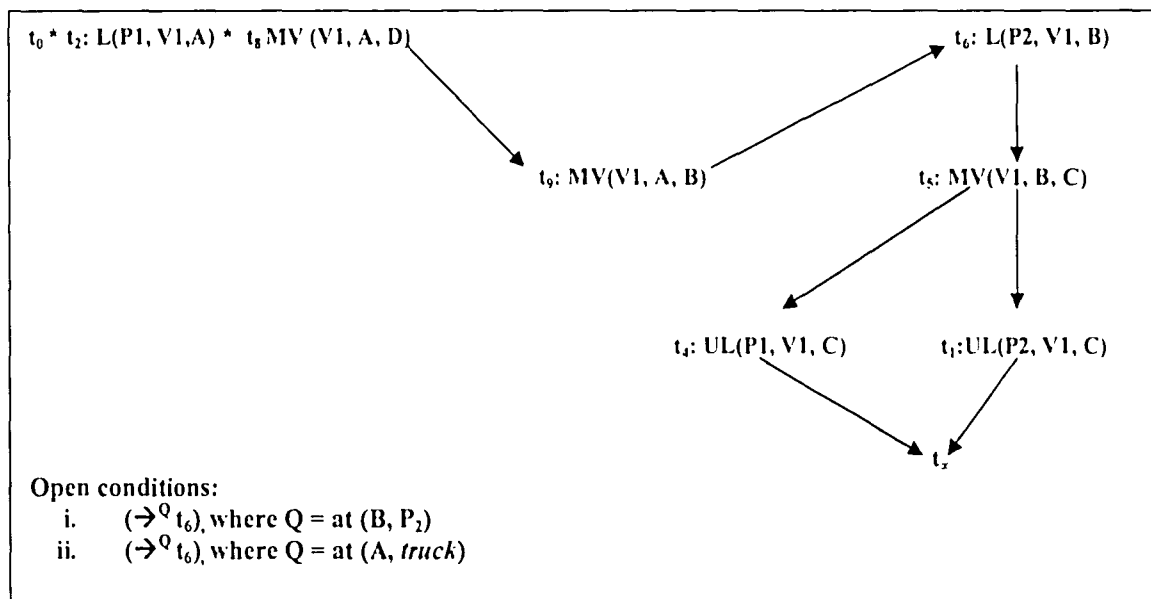 t₀ * t₂: L(P1, V1,A) * t₈ MV (V1, A, D)
t₆: L(P2, V1, B)
t₉: MV(V1, A, B)
t₅: MV(V1, B, C)
t₄: UL(P1, V1, C)
t₁:UL(P2, V1, C)
tₓ
Open conditions:
i. (→Q t₆), where Q = at (B, P₂)
ii. (→Q t₆), where Q = at (A, truck)